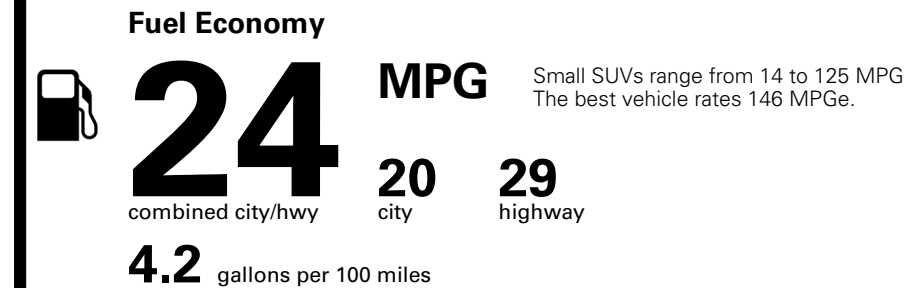 Fuel Economy
24 MPG
Small SUVs range from 14 to 125 MPG
The best vehicle rates 146 MPGe.
20 29
combined city/hwy city highway
4.2 gallons per 100 miles